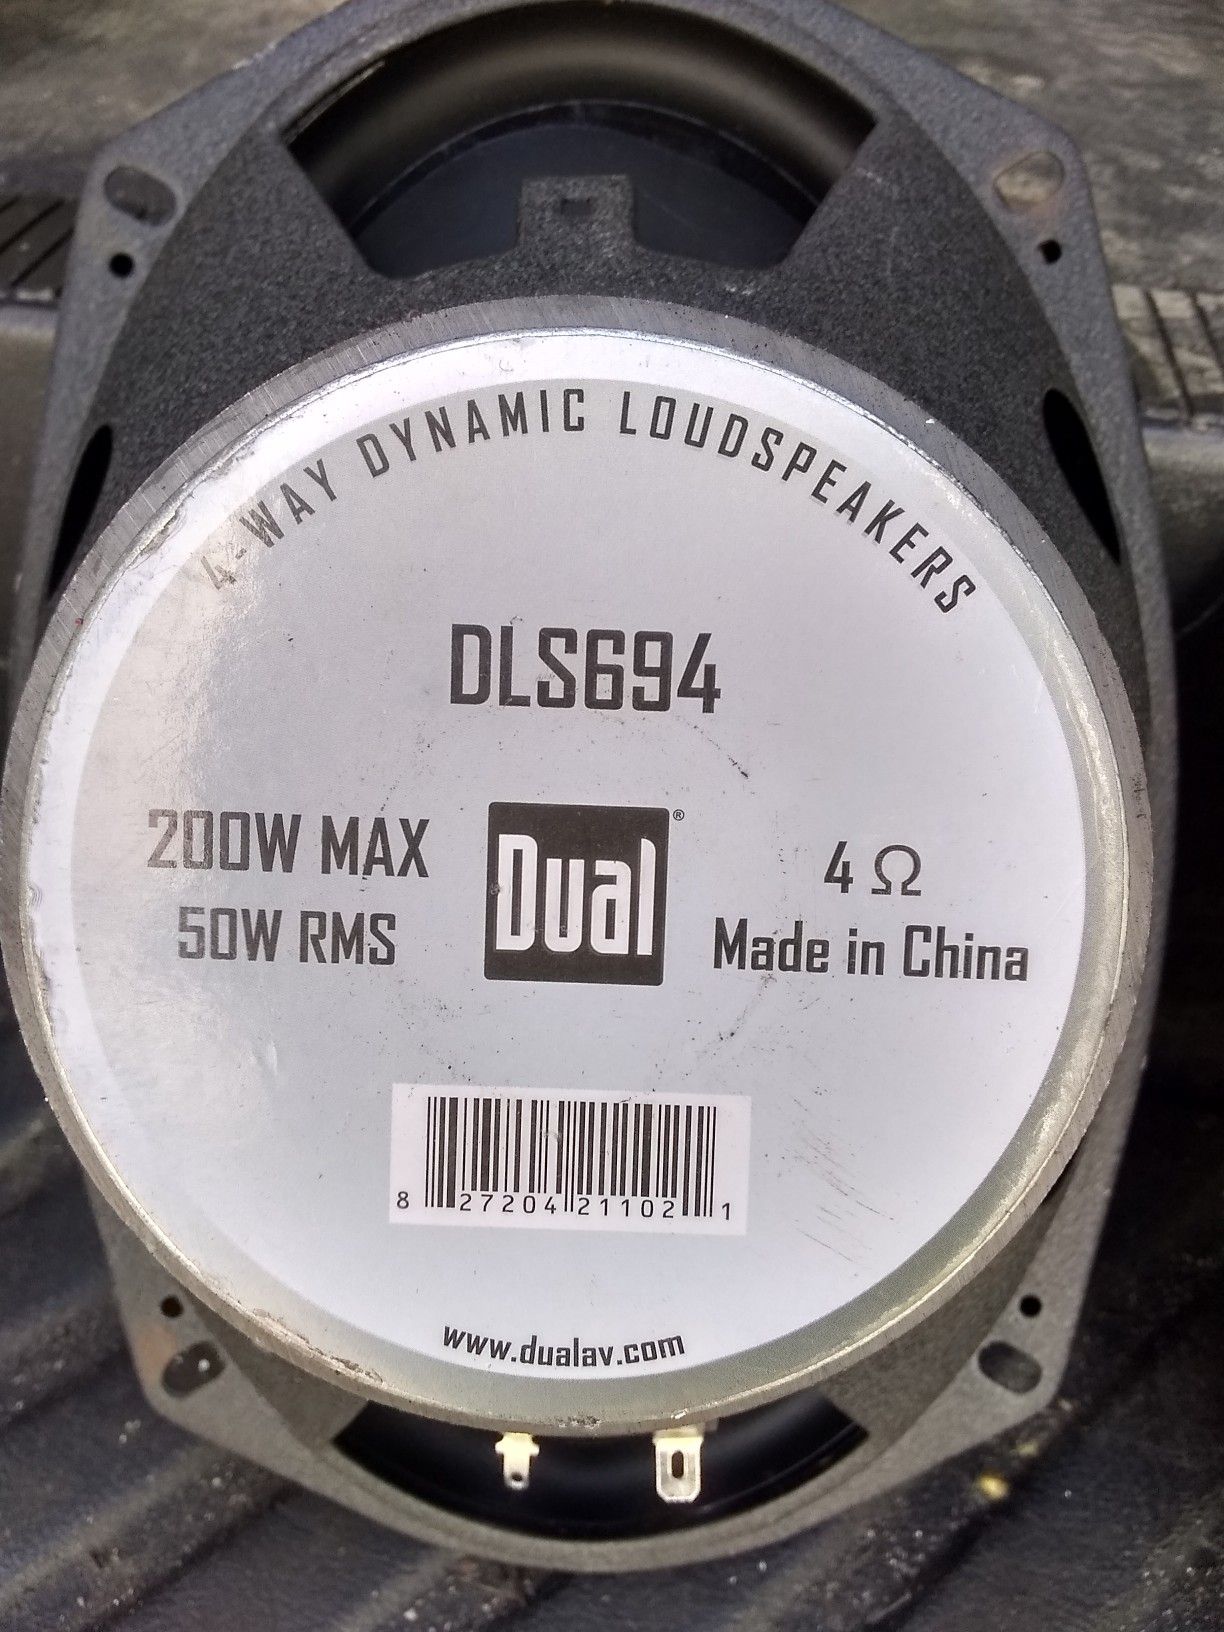 4-WAY DYNAMIC LOUDSPEAKERS
DLS694
200W MAX
50W RMS
Dual®
4 Ω
Made in China
8 27204 21102 1
www.dualav.com